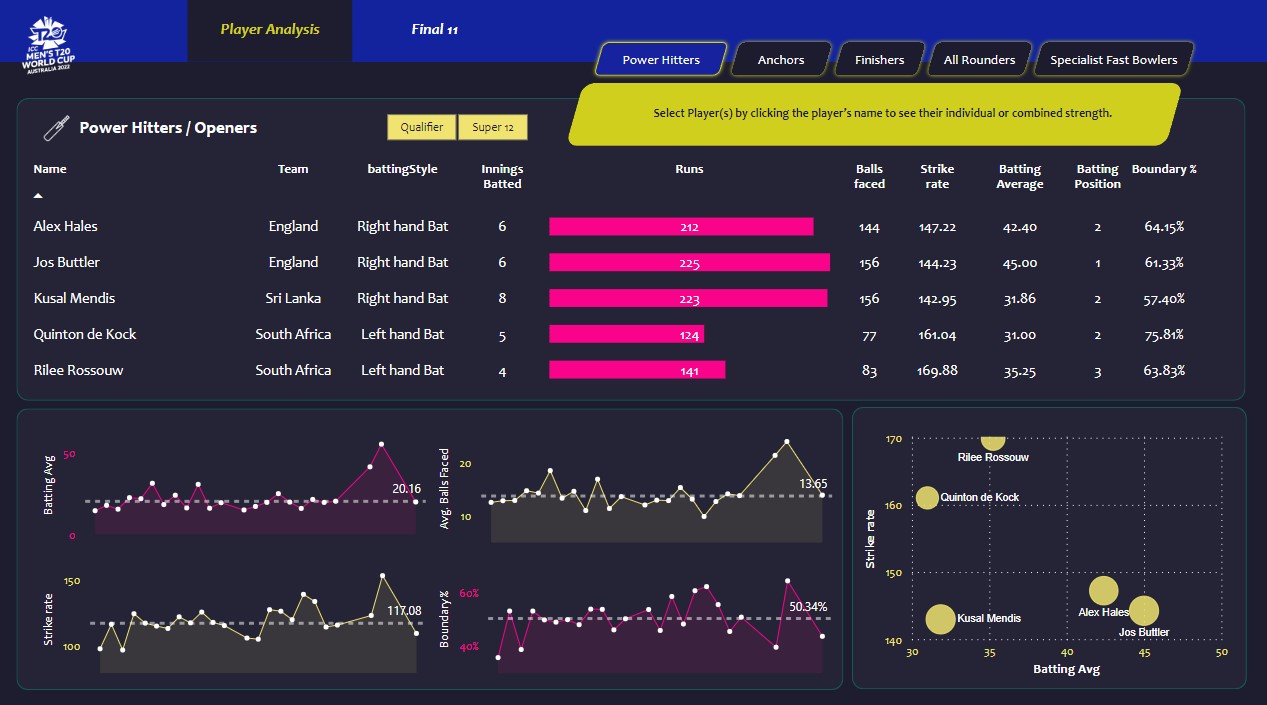 ICC
MEN'S T20
WORLD CUP
AUSTRALIA 2022
Player Analysis
Final 11
Power Hitters
Anchors
Finishers
All Rounders
Specialist Fast Bowlers
Select Player(s) by clicking the player's name to see their individual or combined strength.
Power Hitters / Openers
Qualifier
Super 12
Name Team battingStyle Innings Batted Runs Balls faced Strike rate Batting Average Batting Position Boundary %
Alex Hales England Right hand Bat 6 212 144 147.22 42.40 2 64.15%
Jos Buttler England Right hand Bat 6 225 156 144.23 45.00 1 61.33%
Kusal Mendis Sri Lanka Right hand Bat 8 223 156 142.95 31.86 2 57.40%
Quinton de Kock South Africa Left hand Bat 5 124 77 161.04 31.00 2 75.81%
Rilee Rossouw South Africa Left hand Bat 4 141 83 169.88 35.25 3 63.83%
Batting Avg
50
0
20.16
Avg. Balls Faced
20
10
13.65
Strike rate
150
100
117.08
Boundary %
60%
40%
50.34%
Strike rate
170
160
150
140
Rilee Rossouw
Quinton de Kock
Alex Hales
Kusal Mendis
Jos Buttler
30 35 40 45 50
Batting Avg